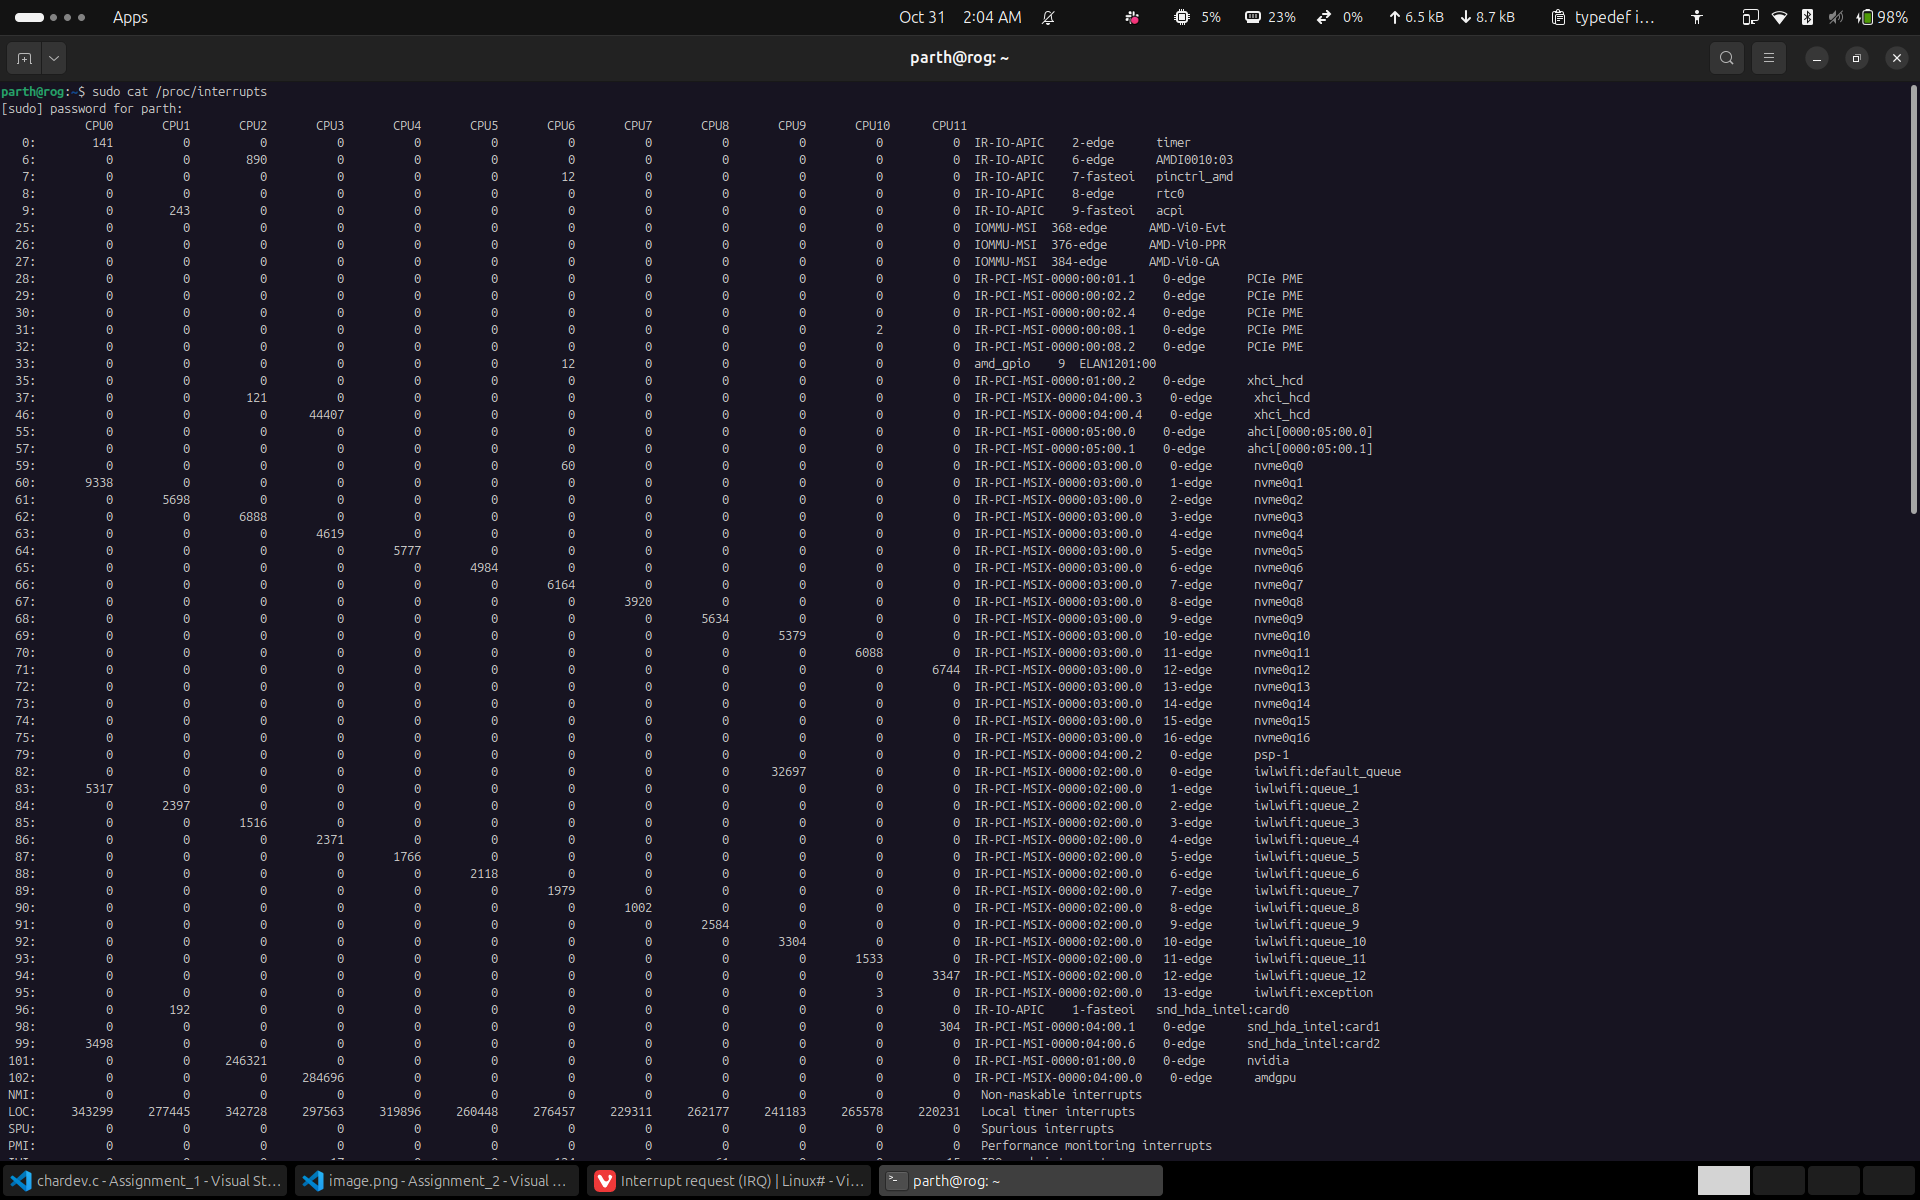 Apps Oct 31 2:04 AM 5% 23% 0% 6.5 kB 8.7 kB typedef i... 98%
parth@rog: ~
parth@rog:~$ sudo cat /proc/interrupts
[sudo] password for parth:
CPU0 CPU1 CPU2 CPU3 CPU4 CPU5 CPU6 CPU7 CPU8 CPU9 CPU10 CPU11
0: 141 0 0 0 0 0 0 0 0 0 0 0 IR-IO-APIC 2-edge timer
6: 0 0 890 0 0 0 0 0 0 0 0 0 IR-IO-APIC 6-edge AMDI0010:03
7: 0 0 0 0 0 0 12 0 0 0 0 0 IR-IO-APIC 7-fasteoi pinctrl_amd
8: 0 0 0 0 0 0 0 0 0 0 0 0 IR-IO-APIC 8-edge rtc0
9: 0 243 0 0 0 0 0 0 0 0 0 0 IR-IO-APIC 9-fasteoi acpi
25: 0 0 0 0 0 0 0 0 0 0 0 0 IOMMU-MSI 368-edge AMD-Vi0-Evt
26: 0 0 0 0 0 0 0 0 0 0 0 0 IOMMU-MSI 376-edge AMD-Vi0-PPR
27: 0 0 0 0 0 0 0 0 0 0 0 0 IOMMU-MSI 384-edge AMD-Vi0-GA
28: 0 0 0 0 0 0 0 0 0 0 0 0 IR-PCI-MSI-0000:00:01.1 0-edge PCIe PME
29: 0 0 0 0 0 0 0 0 0 0 0 0 IR-PCI-MSI-0000:00:02.2 0-edge PCIe PME
30: 0 0 0 0 0 0 0 0 0 0 0 0 IR-PCI-MSI-0000:00:02.4 0-edge PCIe PME
31: 0 0 0 0 0 0 0 0 0 0 2 0 IR-PCI-MSI-0000:00:08.1 0-edge PCIe PME
32: 0 0 0 0 0 0 0 0 0 0 0 0 IR-PCI-MSI-0000:00:08.2 0-edge PCIe PME
33: 0 0 0 0 0 0 12 0 0 0 0 0 amd_gpio 9 ELAN1201:00
35: 0 0 0 0 0 0 0 0 0 0 0 0 IR-PCI-MSI-0000:01:00.2 0-edge xhci_hcd
37: 0 0 121 0 0 0 0 0 0 0 0 0 IR-PCI-MSIX-0000:04:00.3 0-edge xhci_hcd
46: 0 0 0 44407 0 0 0 0 0 0 0 0 IR-PCI-MSIX-0000:04:00.4 0-edge xhci_hcd
55: 0 0 0 0 0 0 0 0 0 0 0 0 IR-PCI-MSI-0000:05:00.0 0-edge ahci[0000:05:00.0]
57: 0 0 0 0 0 0 0 0 0 0 0 0 IR-PCI-MSI-0000:05:00.1 0-edge ahci[0000:05:00.1]
59: 0 0 0 0 0 0 60 0 0 0 0 0 IR-PCI-MSIX-0000:03:00.0 0-edge nvme0q0
60: 9338 0 0 0 0 0 0 0 0 0 0 0 IR-PCI-MSIX-0000:03:00.0 1-edge nvme0q1
61: 0 5698 0 0 0 0 0 0 0 0 0 0 IR-PCI-MSIX-0000:03:00.0 2-edge nvme0q2
62: 0 0 6888 0 0 0 0 0 0 0 0 0 IR-PCI-MSIX-0000:03:00.0 3-edge nvme0q3
63: 0 0 0 4619 0 0 0 0 0 0 0 0 IR-PCI-MSIX-0000:03:00.0 4-edge nvme0q4
64: 0 0 0 0 5777 0 0 0 0 0 0 0 IR-PCI-MSIX-0000:03:00.0 5-edge nvme0q5
65: 0 0 0 0 0 4984 0 0 0 0 0 0 IR-PCI-MSIX-0000:03:00.0 6-edge nvme0q6
66: 0 0 0 0 0 0 6164 0 0 0 0 0 IR-PCI-MSIX-0000:03:00.0 7-edge nvme0q7
67: 0 0 0 0 0 0 0 3920 0 0 0 0 IR-PCI-MSIX-0000:03:00.0 8-edge nvme0q8
68: 0 0 0 0 0 0 0 0 5634 0 0 0 IR-PCI-MSIX-0000:03:00.0 9-edge nvme0q9
69: 0 0 0 0 0 0 0 0 0 5379 0 0 IR-PCI-MSIX-0000:03:00.0 10-edge nvme0q10
70: 0 0 0 0 0 0 0 0 0 0 6088 0 IR-PCI-MSIX-0000:03:00.0 11-edge nvme0q11
71: 0 0 0 0 0 0 0 0 0 0 0 6744 IR-PCI-MSIX-0000:03:00.0 12-edge nvme0q12
72: 0 0 0 0 0 0 0 0 0 0 0 0 IR-PCI-MSIX-0000:03:00.0 13-edge nvme0q13
73: 0 0 0 0 0 0 0 0 0 0 0 0 IR-PCI-MSIX-0000:03:00.0 14-edge nvme0q14
74: 0 0 0 0 0 0 0 0 0 0 0 0 IR-PCI-MSIX-0000:03:00.0 15-edge nvme0q15
75: 0 0 0 0 0 0 0 0 0 0 0 0 IR-PCI-MSIX-0000:03:00.0 16-edge nvme0q16
79: 0 0 0 0 0 0 0 0 0 0 0 0 IR-PCI-MSIX-0000:04:00.2 0-edge psp-1
82: 0 0 0 0 0 0 0 0 0 32697 0 0 IR-PCI-MSIX-0000:02:00.0 0-edge iwlwifi:default_queue
83: 5317 0 0 0 0 0 0 0 0 0 0 0 IR-PCI-MSIX-0000:02:00.0 1-edge iwlwifi:queue_1
84: 0 2397 0 0 0 0 0 0 0 0 0 0 IR-PCI-MSIX-0000:02:00.0 2-edge iwlwifi:queue_2
85: 0 0 1516 0 0 0 0 0 0 0 0 0 IR-PCI-MSIX-0000:02:00.0 3-edge iwlwifi:queue_3
86: 0 0 0 2371 0 0 0 0 0 0 0 0 IR-PCI-MSIX-0000:02:00.0 4-edge iwlwifi:queue_4
87: 0 0 0 0 1766 0 0 0 0 0 0 0 IR-PCI-MSIX-0000:02:00.0 5-edge iwlwifi:queue_5
88: 0 0 0 0 0 2118 0 0 0 0 0 0 IR-PCI-MSIX-0000:02:00.0 6-edge iwlwifi:queue_6
89: 0 0 0 0 0 0 1979 0 0 0 0 0 IR-PCI-MSIX-0000:02:00.0 7-edge iwlwifi:queue_7
90: 0 0 0 0 0 0 0 1002 0 0 0 0 IR-PCI-MSIX-0000:02:00.0 8-edge iwlwifi:queue_8
91: 0 0 0 0 0 0 0 0 2584 0 0 0 IR-PCI-MSIX-0000:02:00.0 9-edge iwlwifi:queue_9
92: 0 0 0 0 0 0 0 0 0 3304 0 0 IR-PCI-MSIX-0000:02:00.0 10-edge iwlwifi:queue_10
93: 0 0 0 0 0 0 0 0 0 0 1533 0 IR-PCI-MSIX-0000:02:00.0 11-edge iwlwifi:queue_11
94: 0 0 0 0 0 0 0 0 0 0 0 3347 IR-PCI-MSIX-0000:02:00.0 12-edge iwlwifi:queue_12
95: 0 0 0 0 0 0 0 0 0 0 3 0 IR-PCI-MSIX-0000:02:00.0 13-edge iwlwifi:exception
96: 0 192 0 0 0 0 0 0 0 0 0 0 IR-IO-APIC 1-fasteoi snd_hda_intel:card0
98: 0 0 0 0 0 0 0 0 0 0 0 304 IR-PCI-MSI-0000:04:00.1 0-edge snd_hda_intel:card1
99: 3498 0 0 0 0 0 0 0 0 0 0 0 IR-PCI-MSI-0000:04:00.6 0-edge snd_hda_intel:card2
101: 0 0 246321 0 0 0 0 0 0 0 0 0 IR-PCI-MSI-0000:01:00.0 0-edge nvidia
102: 0 0 0 284696 0 0 0 0 0 0 0 0 IR-PCI-MSIX-0000:04:00.0 0-edge amdgpu
NMI: 0 0 0 0 0 0 0 0 0 0 0 0 Non-maskable interrupts
LOC: 343299 277445 342728 297563 319896 260448 276457 229311 262177 241183 265578 220231 Local timer interrupts
SPU: 0 0 0 0 0 0 0 0 0 0 0 0 Spurious interrupts
PMI: 0 0 0 0 0 0 0 0 0 0 0 0 Performance monitoring interrupts
chardev.c - Assignment_1 - Visual St... image.png - Assignment_2 - Visual ... Interrupt request (IRQ) | Linux# - Vi... parth@rog: ~